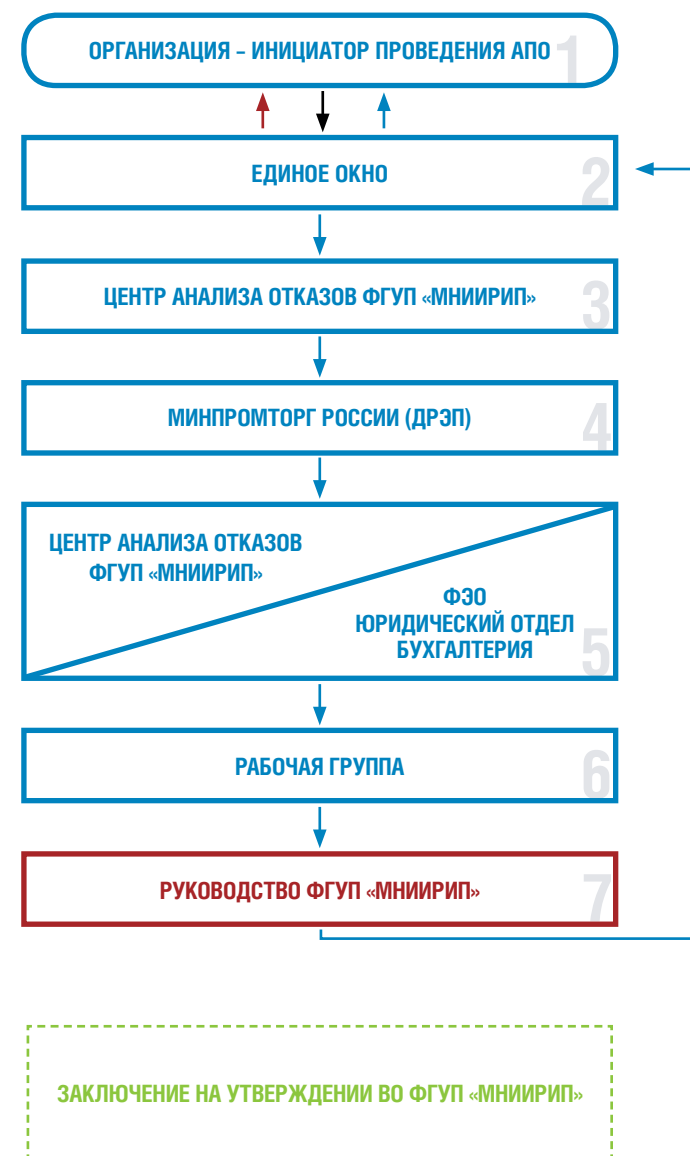 ОРГАНИЗАЦИЯ – ИНИЦИАТОР ПРОВЕДЕНИЯ АПО
1
ЕДИНОЕ ОКНО
2
ЦЕНТР АНАЛИЗА ОТКАЗОВ ФГУП «МНИИРИП»
3
МИНПРОМТОРГ РОССИИ (ДРЭП)
4
ЦЕНТР АНАЛИЗА ОТКАЗОВ
ФГУП «МНИИРИП»
ФЭО
ЮРИДИЧЕСКИЙ ОТДЕЛ
БУХГАЛТЕРИЯ
5
РАБОЧАЯ ГРУППА
6
РУКОВОДСТВО ФГУП «МНИИРИП»
7
ЗАКЛЮЧЕНИЕ НА УТВЕРЖДЕНИИ ВО ФГУП «МНИИРИП»